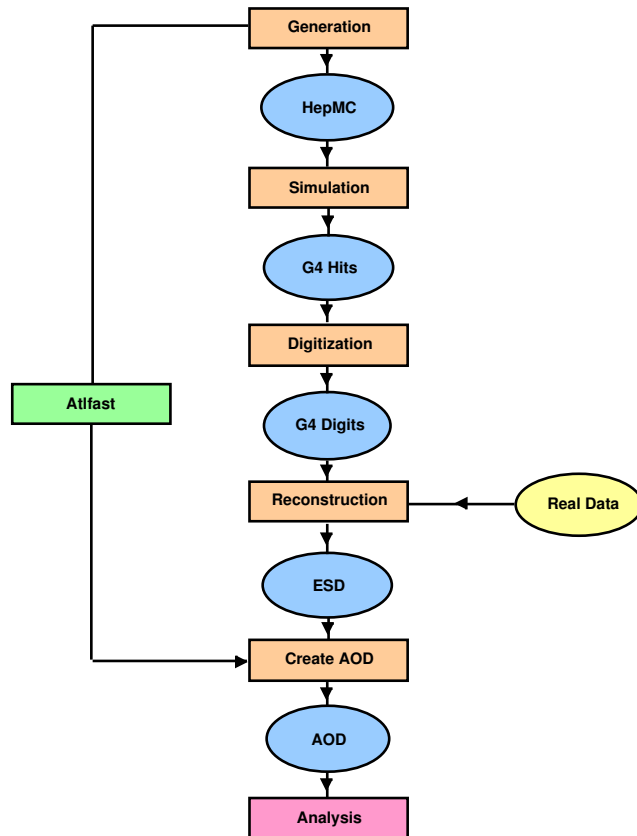 Generation
HepMC
Simulation
G4 Hits
Digitization
Atlfast
G4 Digits
Reconstruction
Real Data
ESD
Create AOD
AOD
Analysis